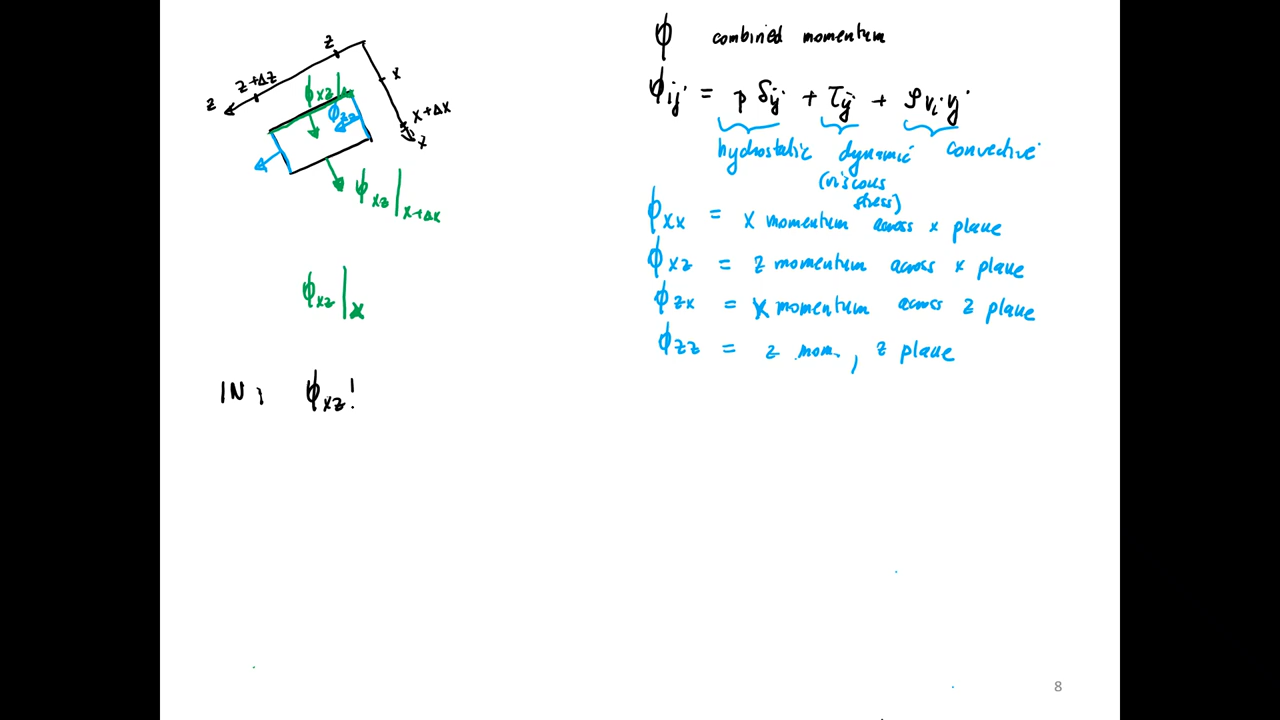 z
z+Δz
z
x
ϕxz|
x+Δx
ϕzz
x
ϕxz|x+Δx
ϕxz|x
IN: ϕxz|
ϕ combined momentum
ϕij = p δij + τij + ρvivj
hydrostatic dynamic convective
(viscous
stress)
ϕxx = x momentum across x plane
ϕxz = z momentum across x plane
ϕzx = x momentum across z plane
ϕzz = z mom., z plane
8